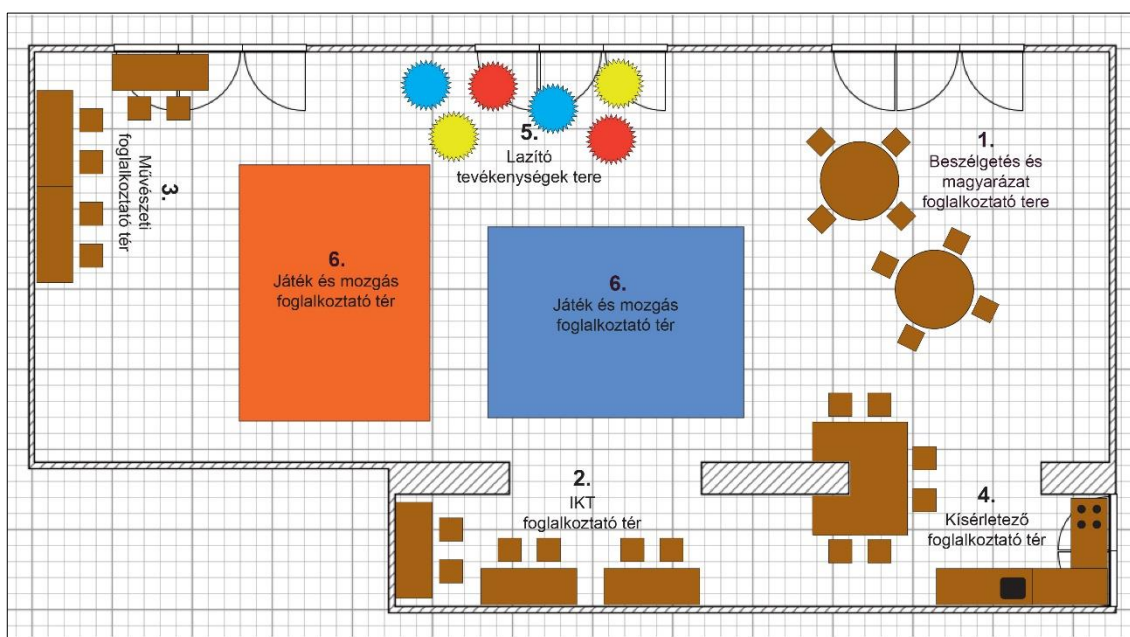 1.
Beszélgetés és
magyarázat
foglalkoztató tere
5.
Lazító
tevékenységek tere
3.
Művészeti
foglalkoztató tér
6.
Játék és mozgás
foglalkoztató tér
6.
Játék és mozgás
foglalkoztató tér
2.
IKT
foglalkoztató tér
4.
Kísérletező
foglalkoztató tér